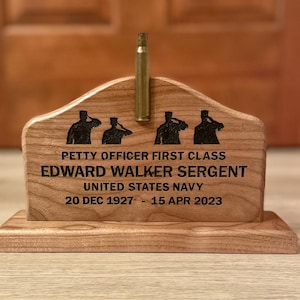 PETTY OFFICER FIRST CLASS
EDWARD WALKER SERGENT
UNITED STATES NAVY
20 DEC 1927 - 15 APR 2023